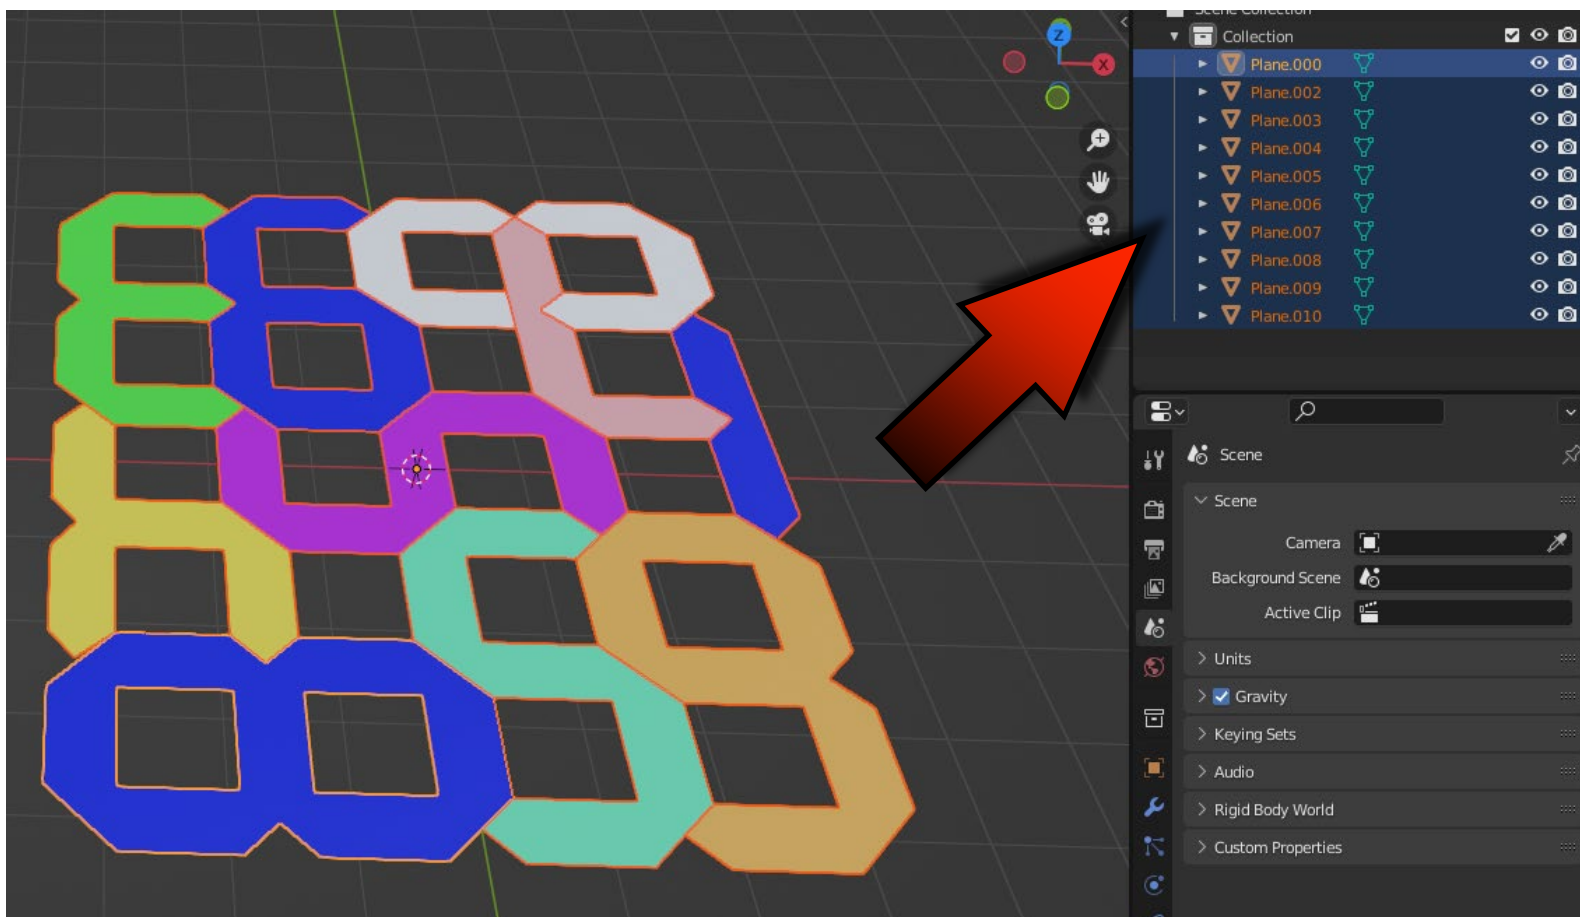 Scene Collection
Collection
Plane.000
Plane.002
Plane.003
Plane.004
Plane.005
Plane.006
Plane.007
Plane.008
Plane.009
Plane.010
Z
X
Scene
Scene
Camera
Background Scene
Active Clip
Units
Gravity
Keying Sets
Audio
Rigid Body World
Custom Properties